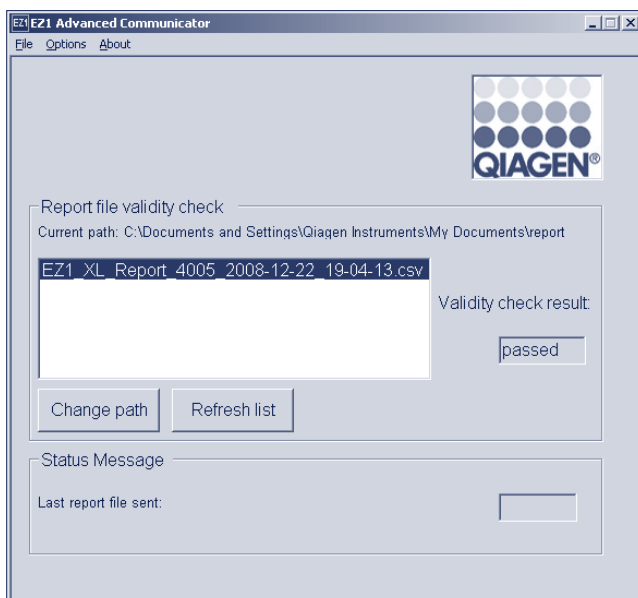 EZ1 EZ1 Advanced Communicator
File Options About
QIAGEN®
Report file validity check
Current path: C:\Documents and Settings\Qiagen Instruments\My Documents\report
EZ1_XL_Report_4005_2008-12-22_19-04-13.csv
Validity check result:
passed
Change path Refresh list
Status Message
Last report file sent: